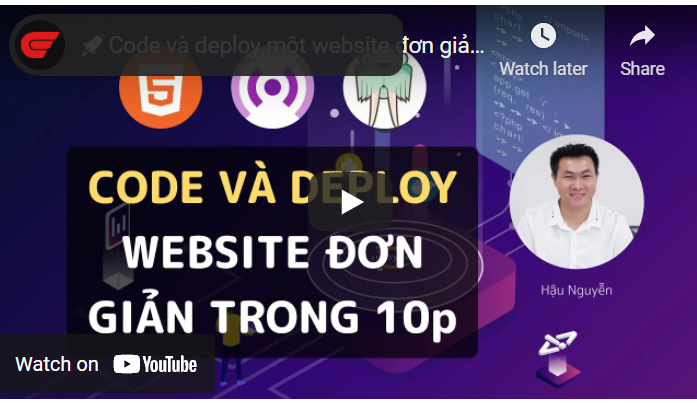 🚀 Code và deploy một website đơn giả...
Watch later
Share
CODE VÀ DEPLOY
WEBSITE ĐƠN
GIẢN TRONG 10p
Hậu Nguyễn
Watch on YouTube